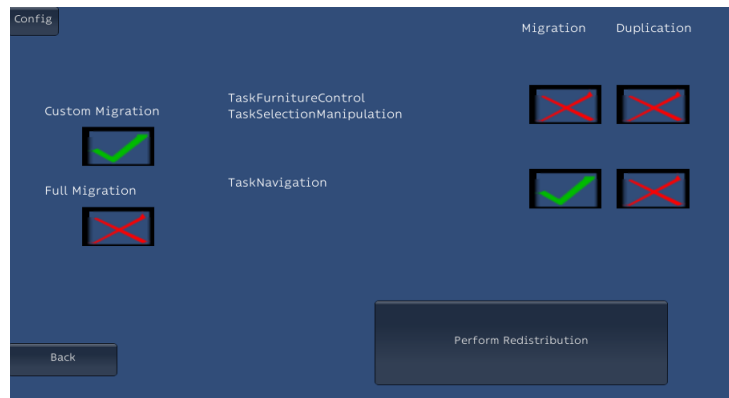 Config
Migration Duplication
Custom Migration
TaskFurnitureControl
TaskSelectionManipulation
Full Migration
TaskNavigation
Perform Redistribution
Back